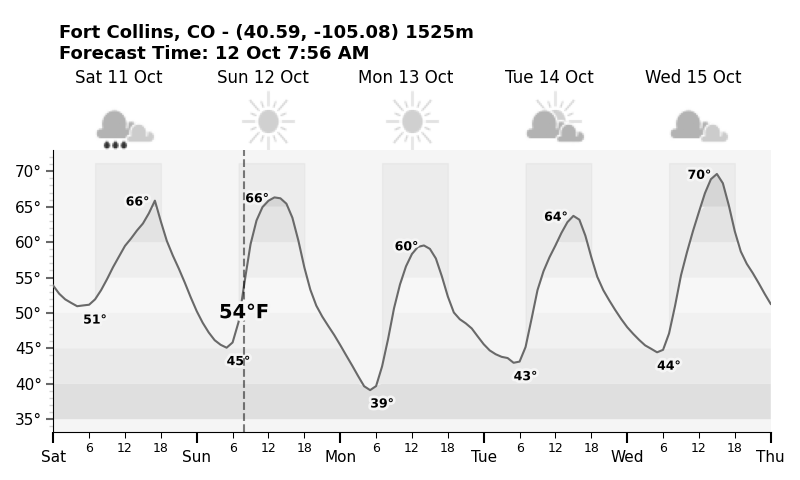 Fort Collins, CO - (40.59, -105.08) 1525m
Forecast Time: 12 Oct 7:56 AM
Sat 11 Oct Sun 12 Oct Mon 13 Oct Tue 14 Oct Wed 15 Oct
70°
65°
60°
55°
50°
45°
40°
35°
66° 66° 60° 64° 70°
54°F
51° 45° 39° 43° 44°
6 12 18 6 12 18 6 12 18 6 12 18 6 12 18
Sat Sun Mon Tue Wed Thu